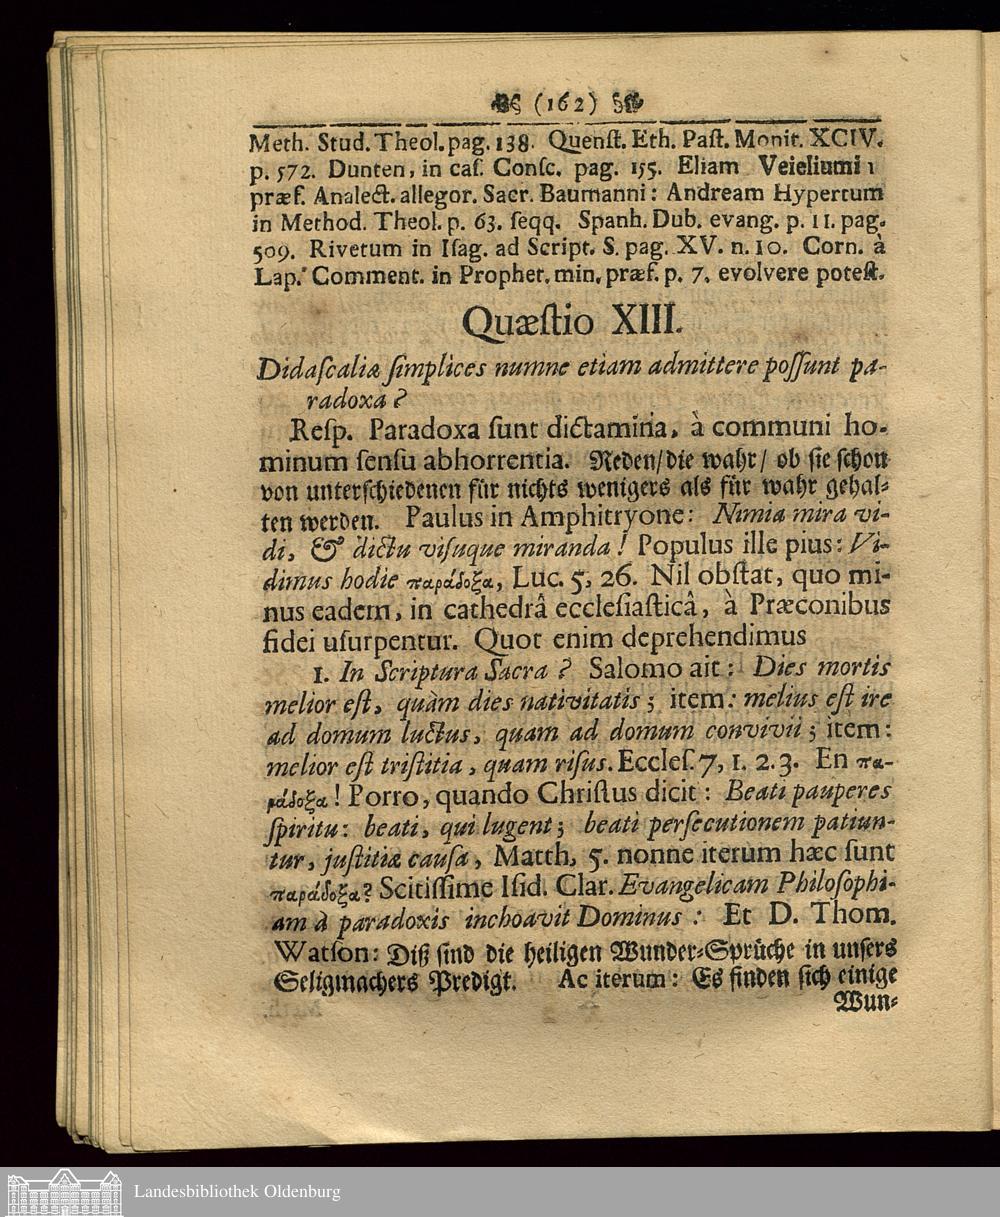 (162)
Meth. Stud. Theol. pag. 138. Quenſt. Eth. Paſt. Monit. XCIV.
p. 572. Dunten, in caſ. Conſc. pag. 155. Eliam Veieliumi ı
præf. Analect. allegor. Sacr. Baumanni: Andream Hyperium
in Method. Theol. p. 63. ſeqq. Spanh. Dub. evang. p. 11. pag.
509. Rivetum in Iſag. ad Script. S. pag. XV. n. 10. Corn. à
Lap. Comment. in Prophet. min. præf. p. 7. evolvere poteſt.
Quæſtio XIII.
Didaſcaliæ ſimplices numne etiam admittere poſſunt pa-
radoxa?
Reſp. Paradoxa ſunt dictamina, à communi ho-
minum ſenſu abhorrentia. Reden/ die wahr/ ob ſie ſchon
von unterſchiedenen für nichts wenigers als für wahr gehal-
ten werden. Paulus in Amphitryone: Nimia mira vi-
di, & dictu viſuque miranda! Populus ille pius: Vi-
dimus hodie παράδοξα, Luc. 5, 26. Nil obſtat, quo mi-
nus eadem, in cathedrâ eccleſiaſticâ, à Præconibus
fidei uſurpentur. Quot enim deprehendimus
1. In Scriptura Sacra? Salomo ait: Dies mortis
melior eſt, quàm dies nativitatis; item: melius eſt ire
ad domum luctus, quam ad domum convivii; item:
melior eſt triſtitia, quam riſus. Eccleſ. 7, 1. 2. 3. En πα-
ράδοξα! Porro, quando Chriſtus dicit: Beati pauperes
ſpiritu: beati, qui lugent; beati perſecutionem patiun-
tur, juſtitiæ cauſa, Matth. 5. nonne iterum hæc ſunt
παράδοξα? Scitiſſime Iſid. Clar. Evangelicam Philoſophi-
am à paradoxis inchoavit Dominus: Et D. Thom.
Watſon: Diß ſind die heiligen Wunder-Sprüche in unſers
Seligmachers Predigt. Ac iterum: Es finden ſich einige
Wun-
Landesbibliothek Oldenburg